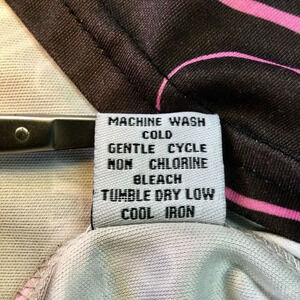 MACHINE WASH
COLD
GENTLE CYCLE
NON CHLORINE
BLEACH
TUMBLE DRY LOW
COOL IRON